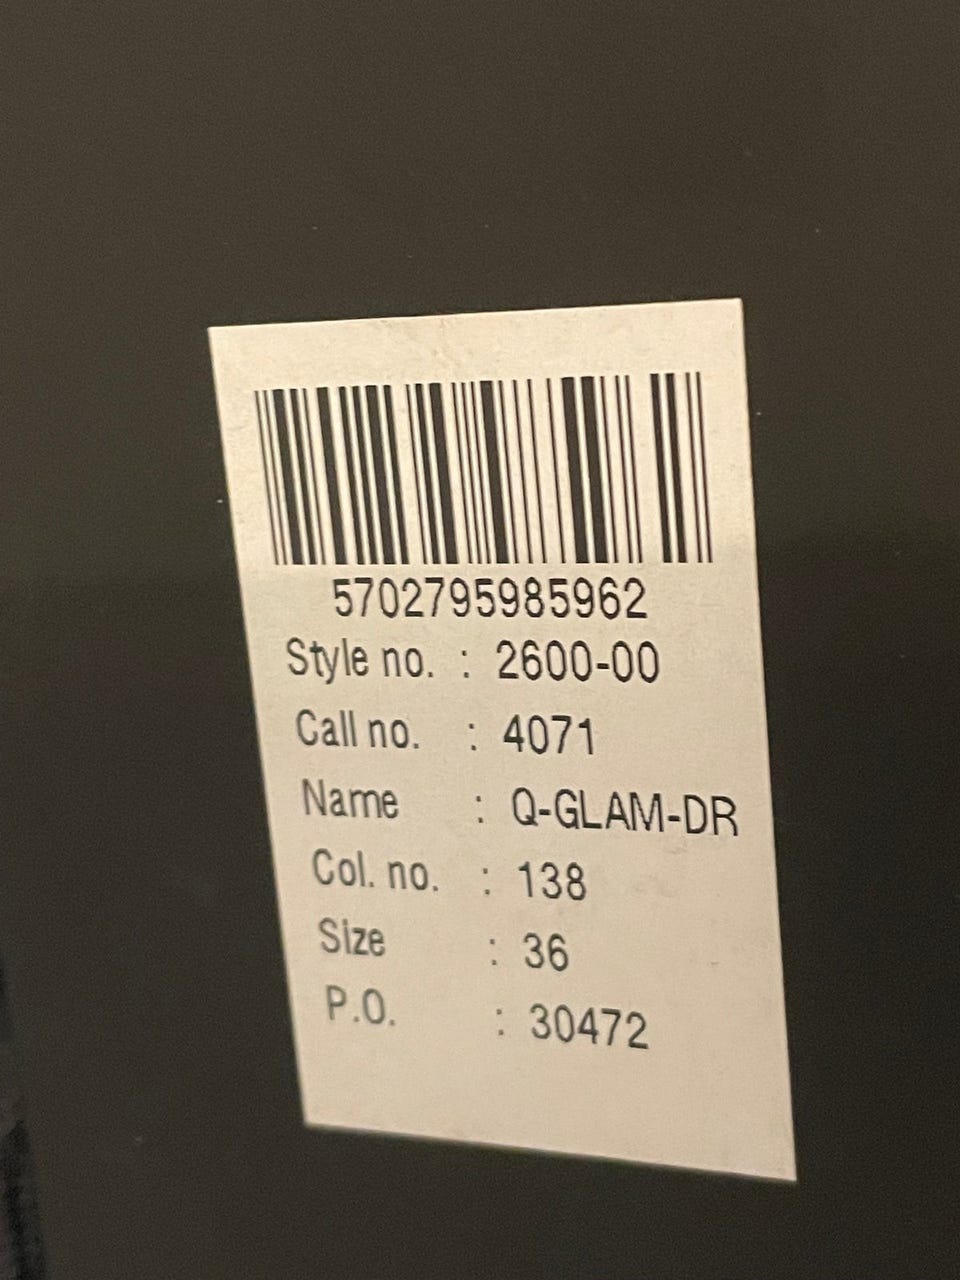 5702795985962
Style no. : 2600-00
Call no. : 4071
Name : Q-GLAM-DR
Col. no. : 138
Size : 36
P.O. : 30472